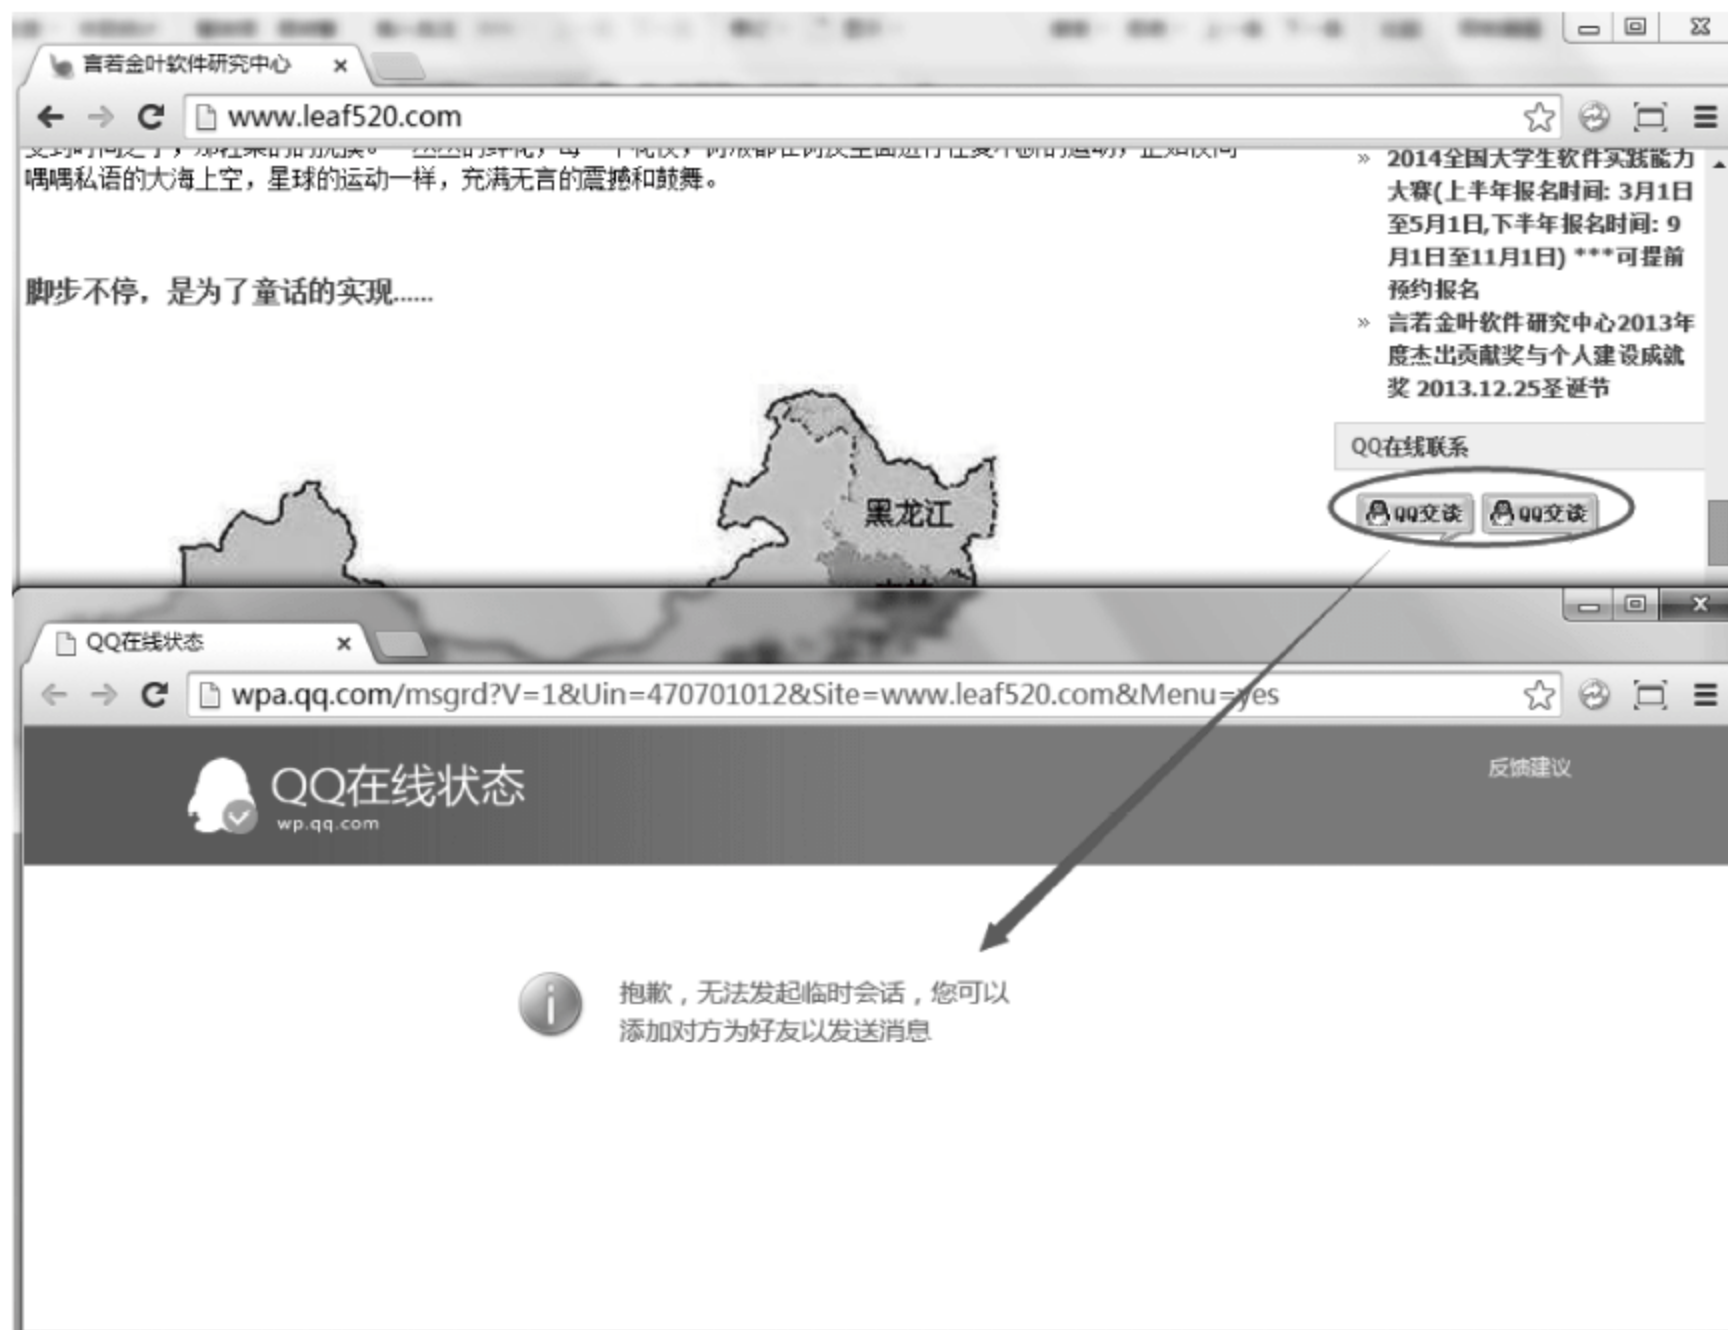 言若金叶软件研究中心
www.leaf520.com
喁喁私语的大海上空，星球的运动一样，充满无言的震撼和鼓舞。
脚步不停，是为了童话的实现......
黑龙江
» 2014全国大学生软件实践能力
大赛(上半年报名时间: 3月1日
至5月1日,下半年报名时间: 9
月1日至11月1日) ***可提前
预约报名
» 言若金叶软件研究中心2013年
度杰出贡献奖与个人建设成就
奖 2013.12.25圣诞节
QQ在线联系
QQ交谈 QQ交谈
QQ在线状态
wpa.qq.com/msgrd?V=1&Uin=470701012&Site=www.leaf520.com&Menu=yes
QQ在线状态
wp.qq.com
反馈建议
抱歉，无法发起临时会话，您可以
添加对方为好友以发送消息